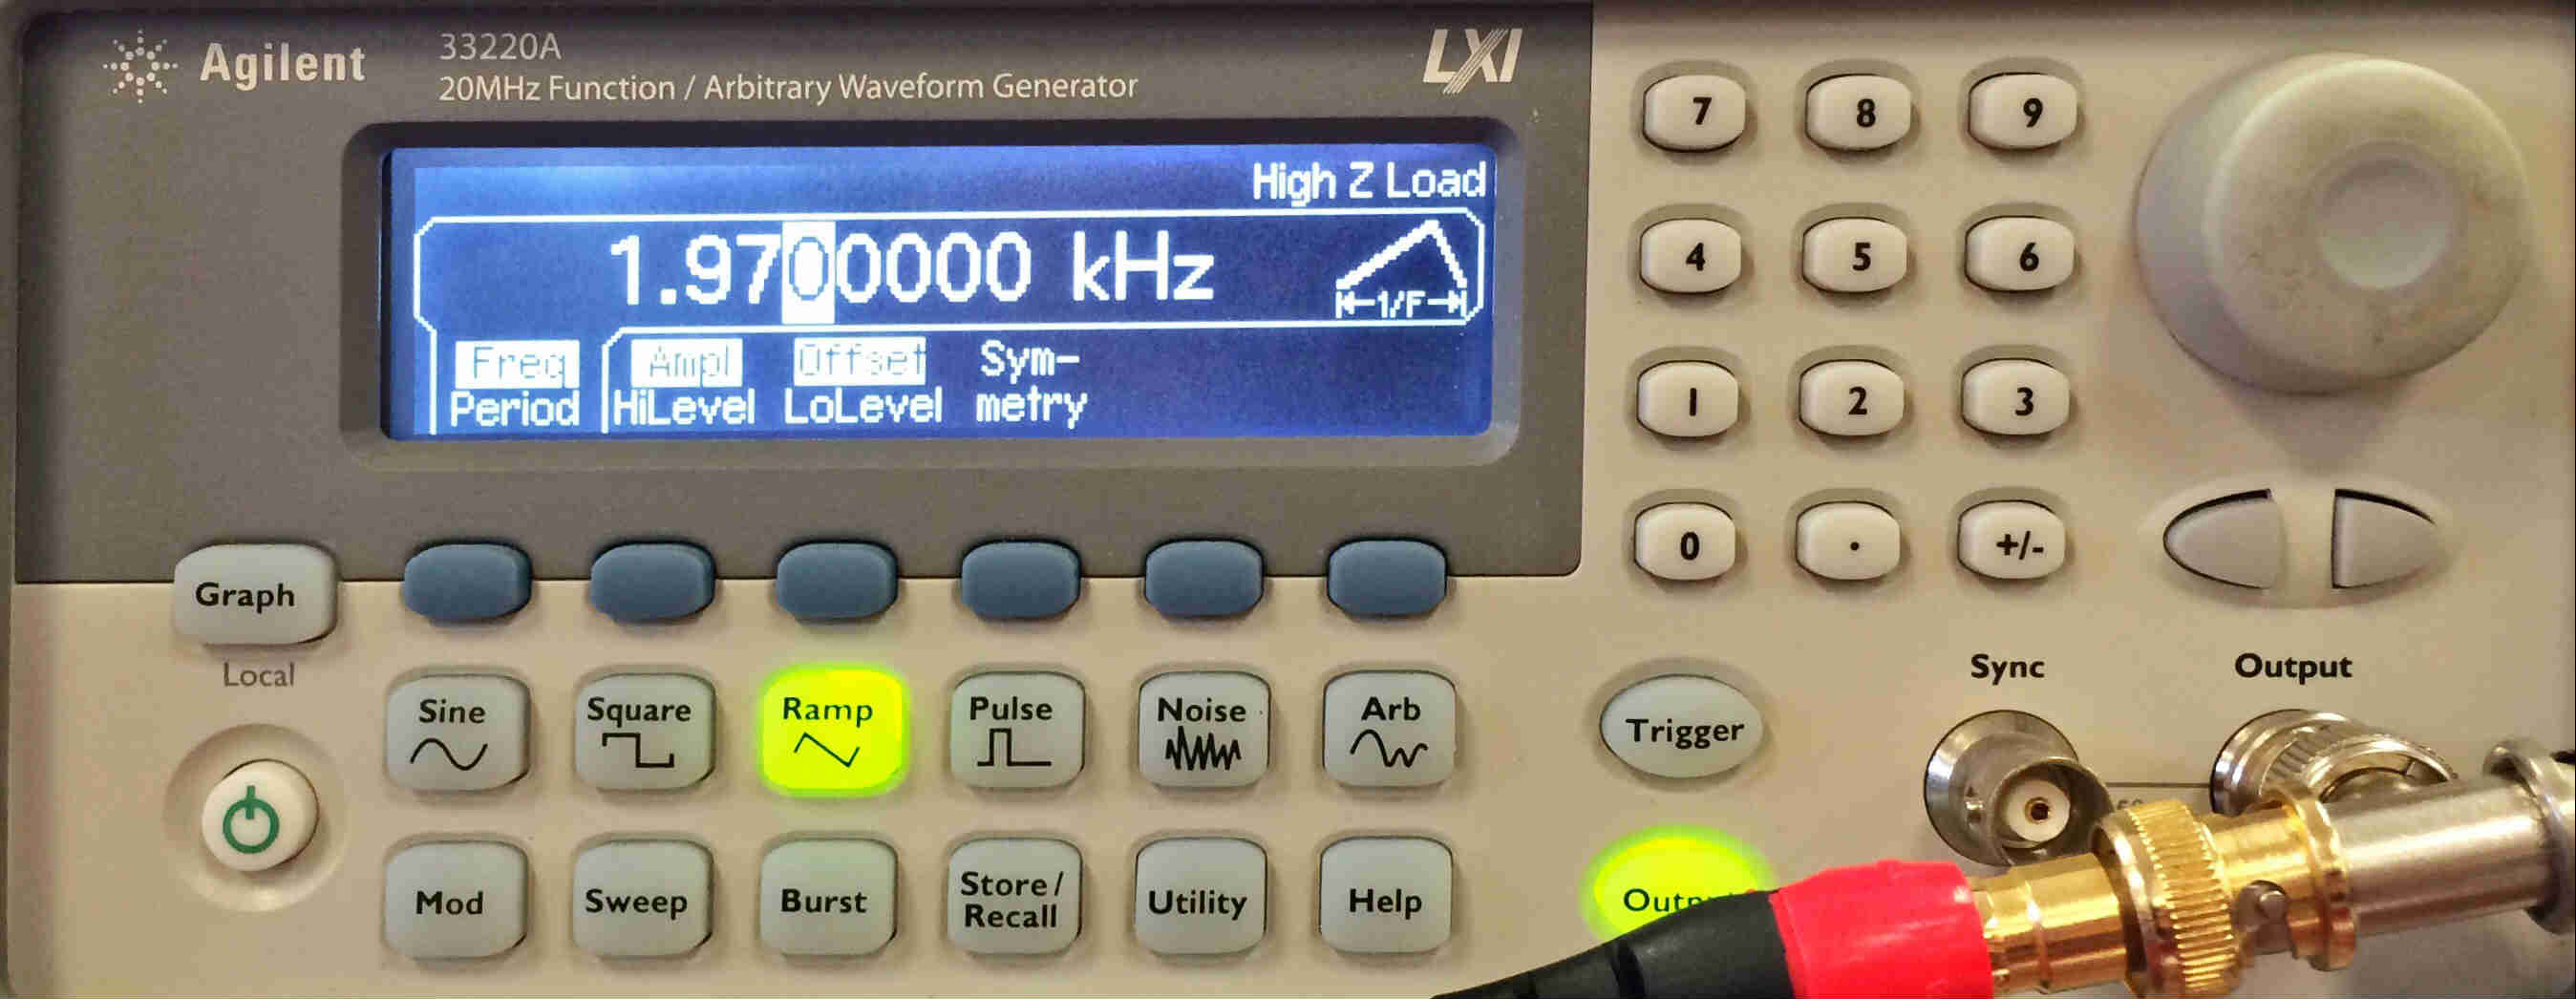 Agilent
33220A
20MHz Function / Arbitrary Waveform Generator
LXI
High Z Load
1.9700000 kHz
1/F
Freq Ampl Offset Sym-
Period HiLevel LoLevel metry
7 8 9
4 5 6
1 2 3
0 . +/-
Graph
Local
Sine Square Ramp Pulse Noise Arb
Mod Sweep Burst Store/
Recall Utility Help
Trigger
Sync Output